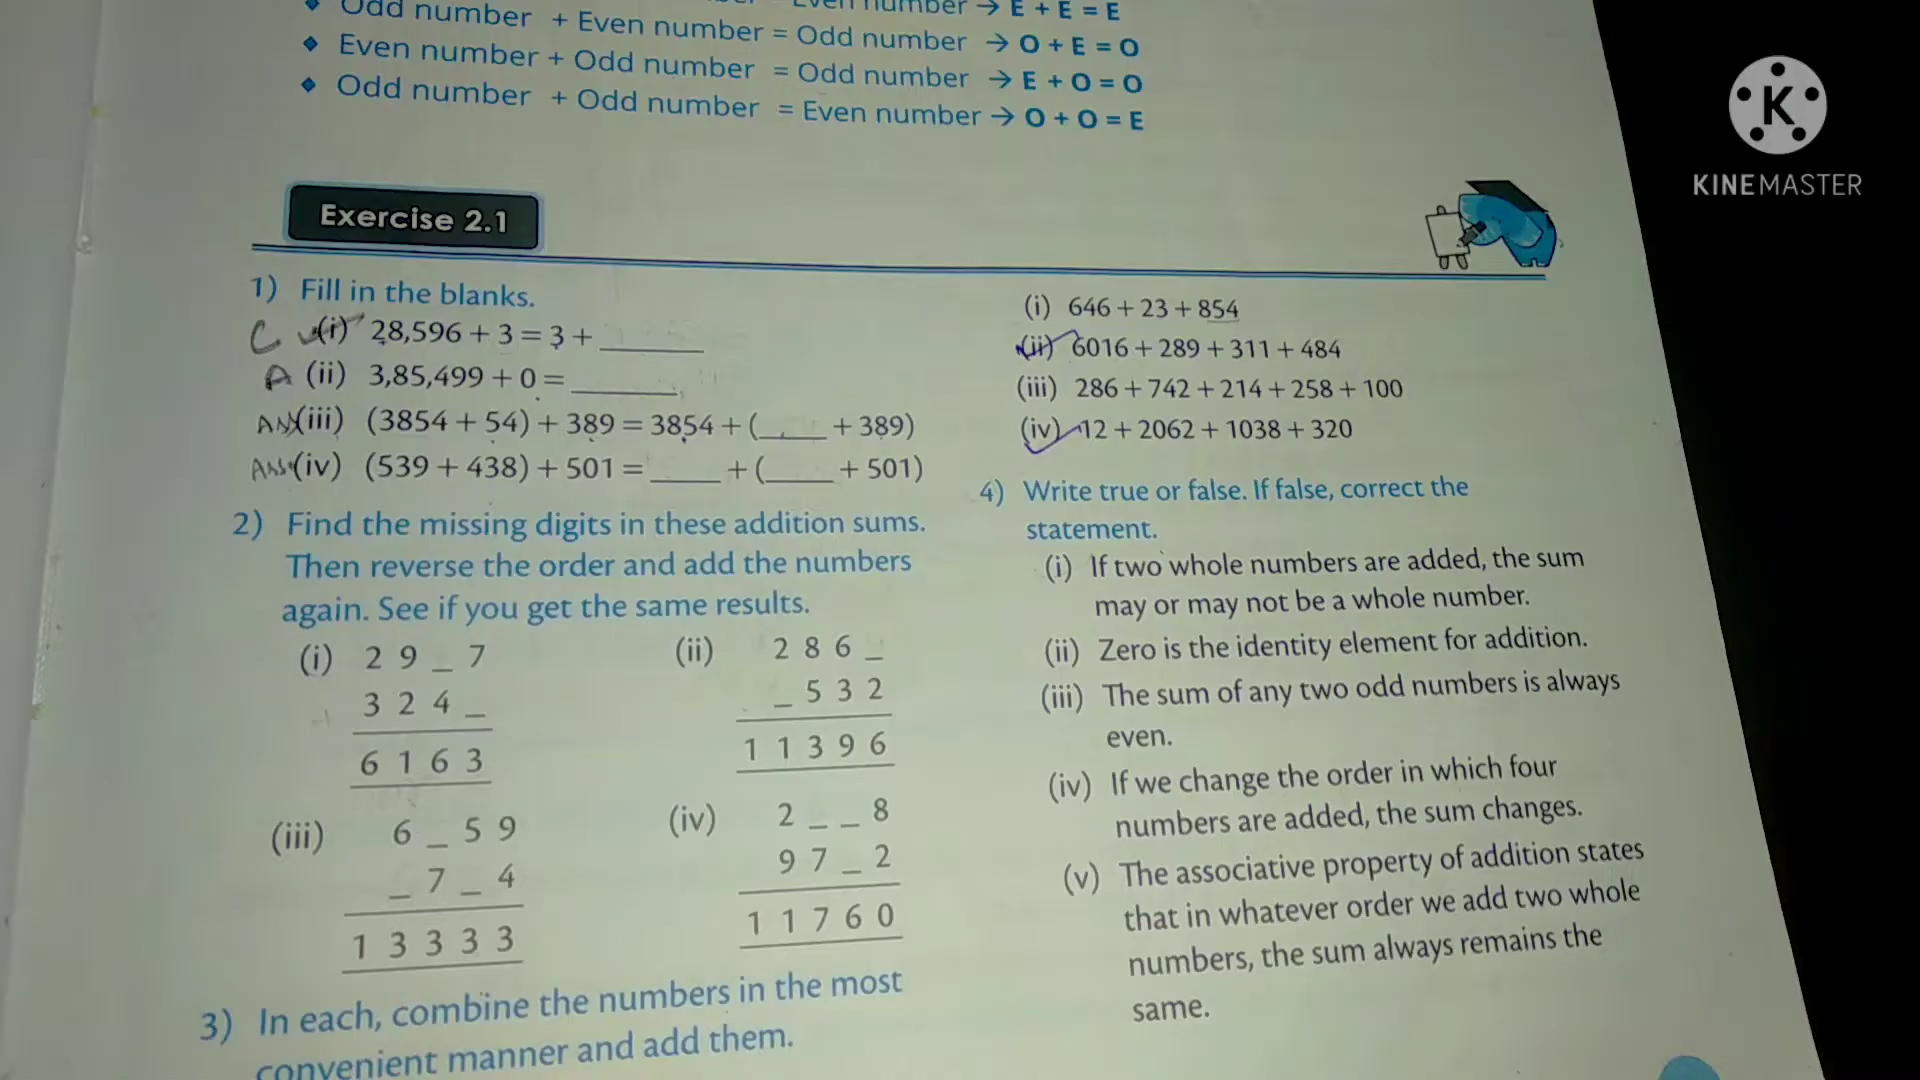 Even number → E + E = E
Odd number + Even number = Odd number → O + E = O
Even number + Odd number = Odd number → E + O = O
Odd number + Odd number = Even number → O + O = E
K
KINEMASTER
Exercise 2.1
1) Fill in the blanks.
C (i) 28,596 + 3 = 3 + ____
A (ii) 3,85,499 + 0 = ____
Ass (iii) (3854 + 54) + 389 = 3854 + (____ + 389)
Ass (iv) (539 + 438) + 501 = ____ + (____ + 501)
2) Find the missing digits in these addition sums.
Then reverse the order and add the numbers
again. See if you get the same results.
(i) 2 9 _ 7
3 2 4 _
6 1 6 3
(ii) 2 8 6 _
_ 5 3 2
1 1 3 9 6
(iii) 6 _ 5 9
_ 7 _ 4
1 3 3 3 3
(iv) 2 _ _ 8
9 7 _ 2
1 1 7 6 0
3) In each, combine the numbers in the most
convenient manner and add them.
(i) 646 + 23 + 854
(ii) 6016 + 289 + 311 + 484
(iii) 286 + 742 + 214 + 258 + 100
(iv) 12 + 2062 + 1038 + 320
4) Write true or false. If false, correct the
statement.
(i) If two whole numbers are added, the sum
may or may not be a whole number.
(ii) Zero is the identity element for addition.
(iii) The sum of any two odd numbers is always
even.
(iv) If we change the order in which four
numbers are added, the sum changes.
(v) The associative property of addition states
that in whatever order we add two whole
numbers, the sum always remains the
same.